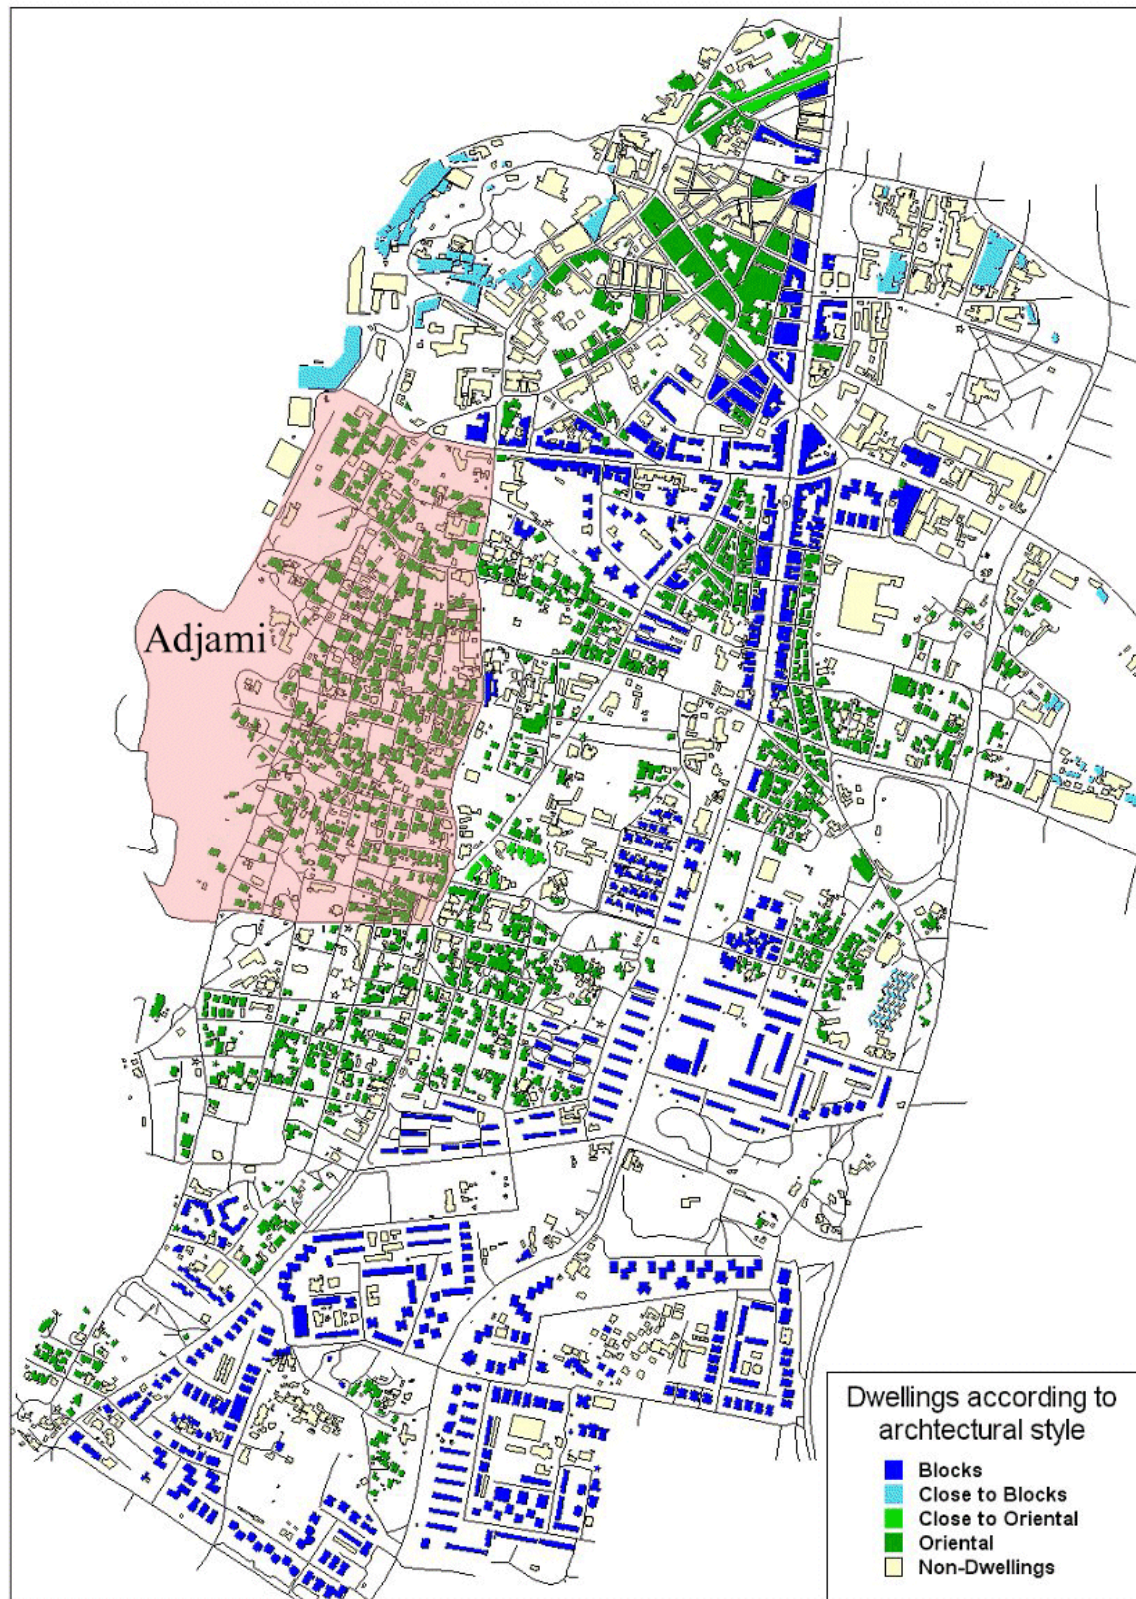 Adjami
Dwellings according to
archtectural style
Blocks
Close to Blocks
Close to Oriental
Oriental
Non-Dwellings